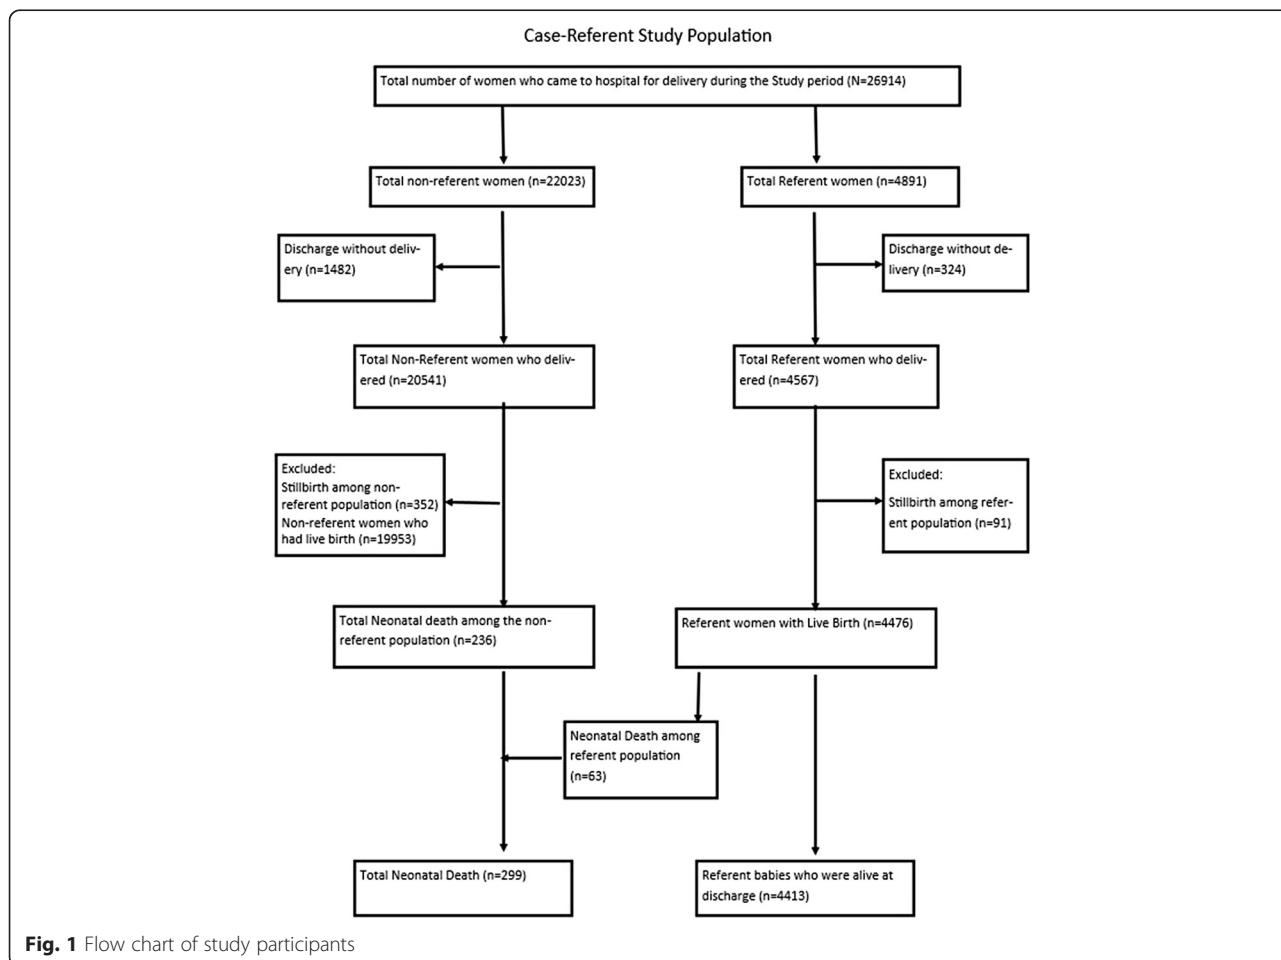 Case-Referent Study Population
Total number of women who came to hospital for delivery during the Study period (N=26914)
Total non-referent women (n=22023)
Total Referent women (n=4891)
Discharge without deliv-
ery (n=1482)
Discharge without de-
livery (n=324)
Total Non-Referent women who deliv-
ered (n=20541)
Total Referent women who deliv-
ered (n=4567)
Excluded:
Stillbirth among non-
referent population (n=352)
Non-referent women who
had live birth (n=19953)
Excluded:
Stillbirth among refer-
ent population (n=91)
Total Neonatal death among the non-
referent population (n=236)
Referent women with Live Birth (n=4476)
Neonatal Death among
referent population
(n=63)
Total Neonatal Death (n=299)
Referent babies who were alive at
discharge (n=4413)
Fig. 1 Flow chart of study participants